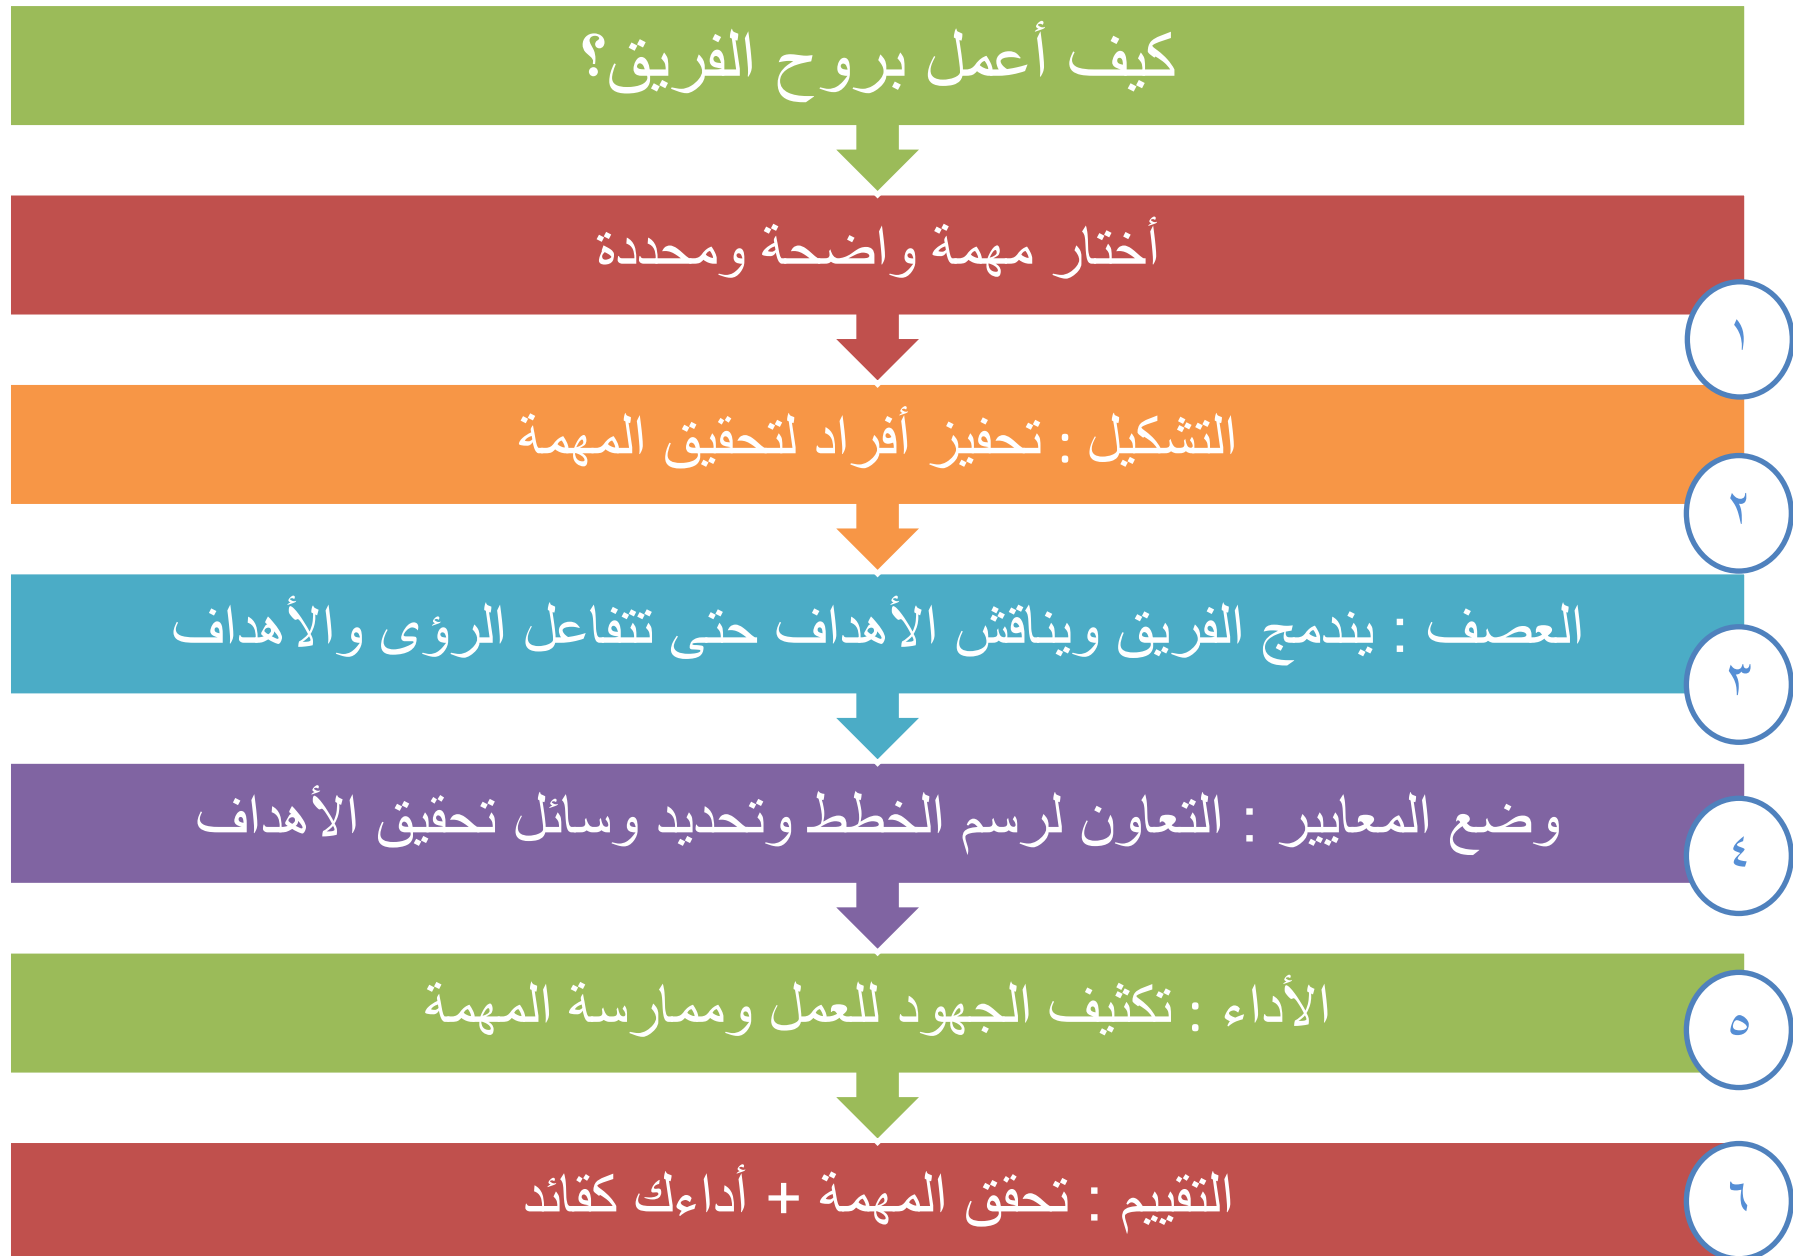 كيف أعمل بروح الفريق؟
أختار مهمة واضحة ومحددة
١
التشكيل : تحفيز أفراد لتحقيق المهمة
٢
العصف : يندمج الفريق ويناقش الأهداف حتى تتفاعل الرؤى والأهداف
٣
وضع المعايير : التعاون لرسم الخطط وتحديد وسائل تحقيق الأهداف
٤
الأداء : تكثيف الجهود للعمل وممارسة المهمة
٥
التقييم : تحقق المهمة + أداءك كقائد
٦